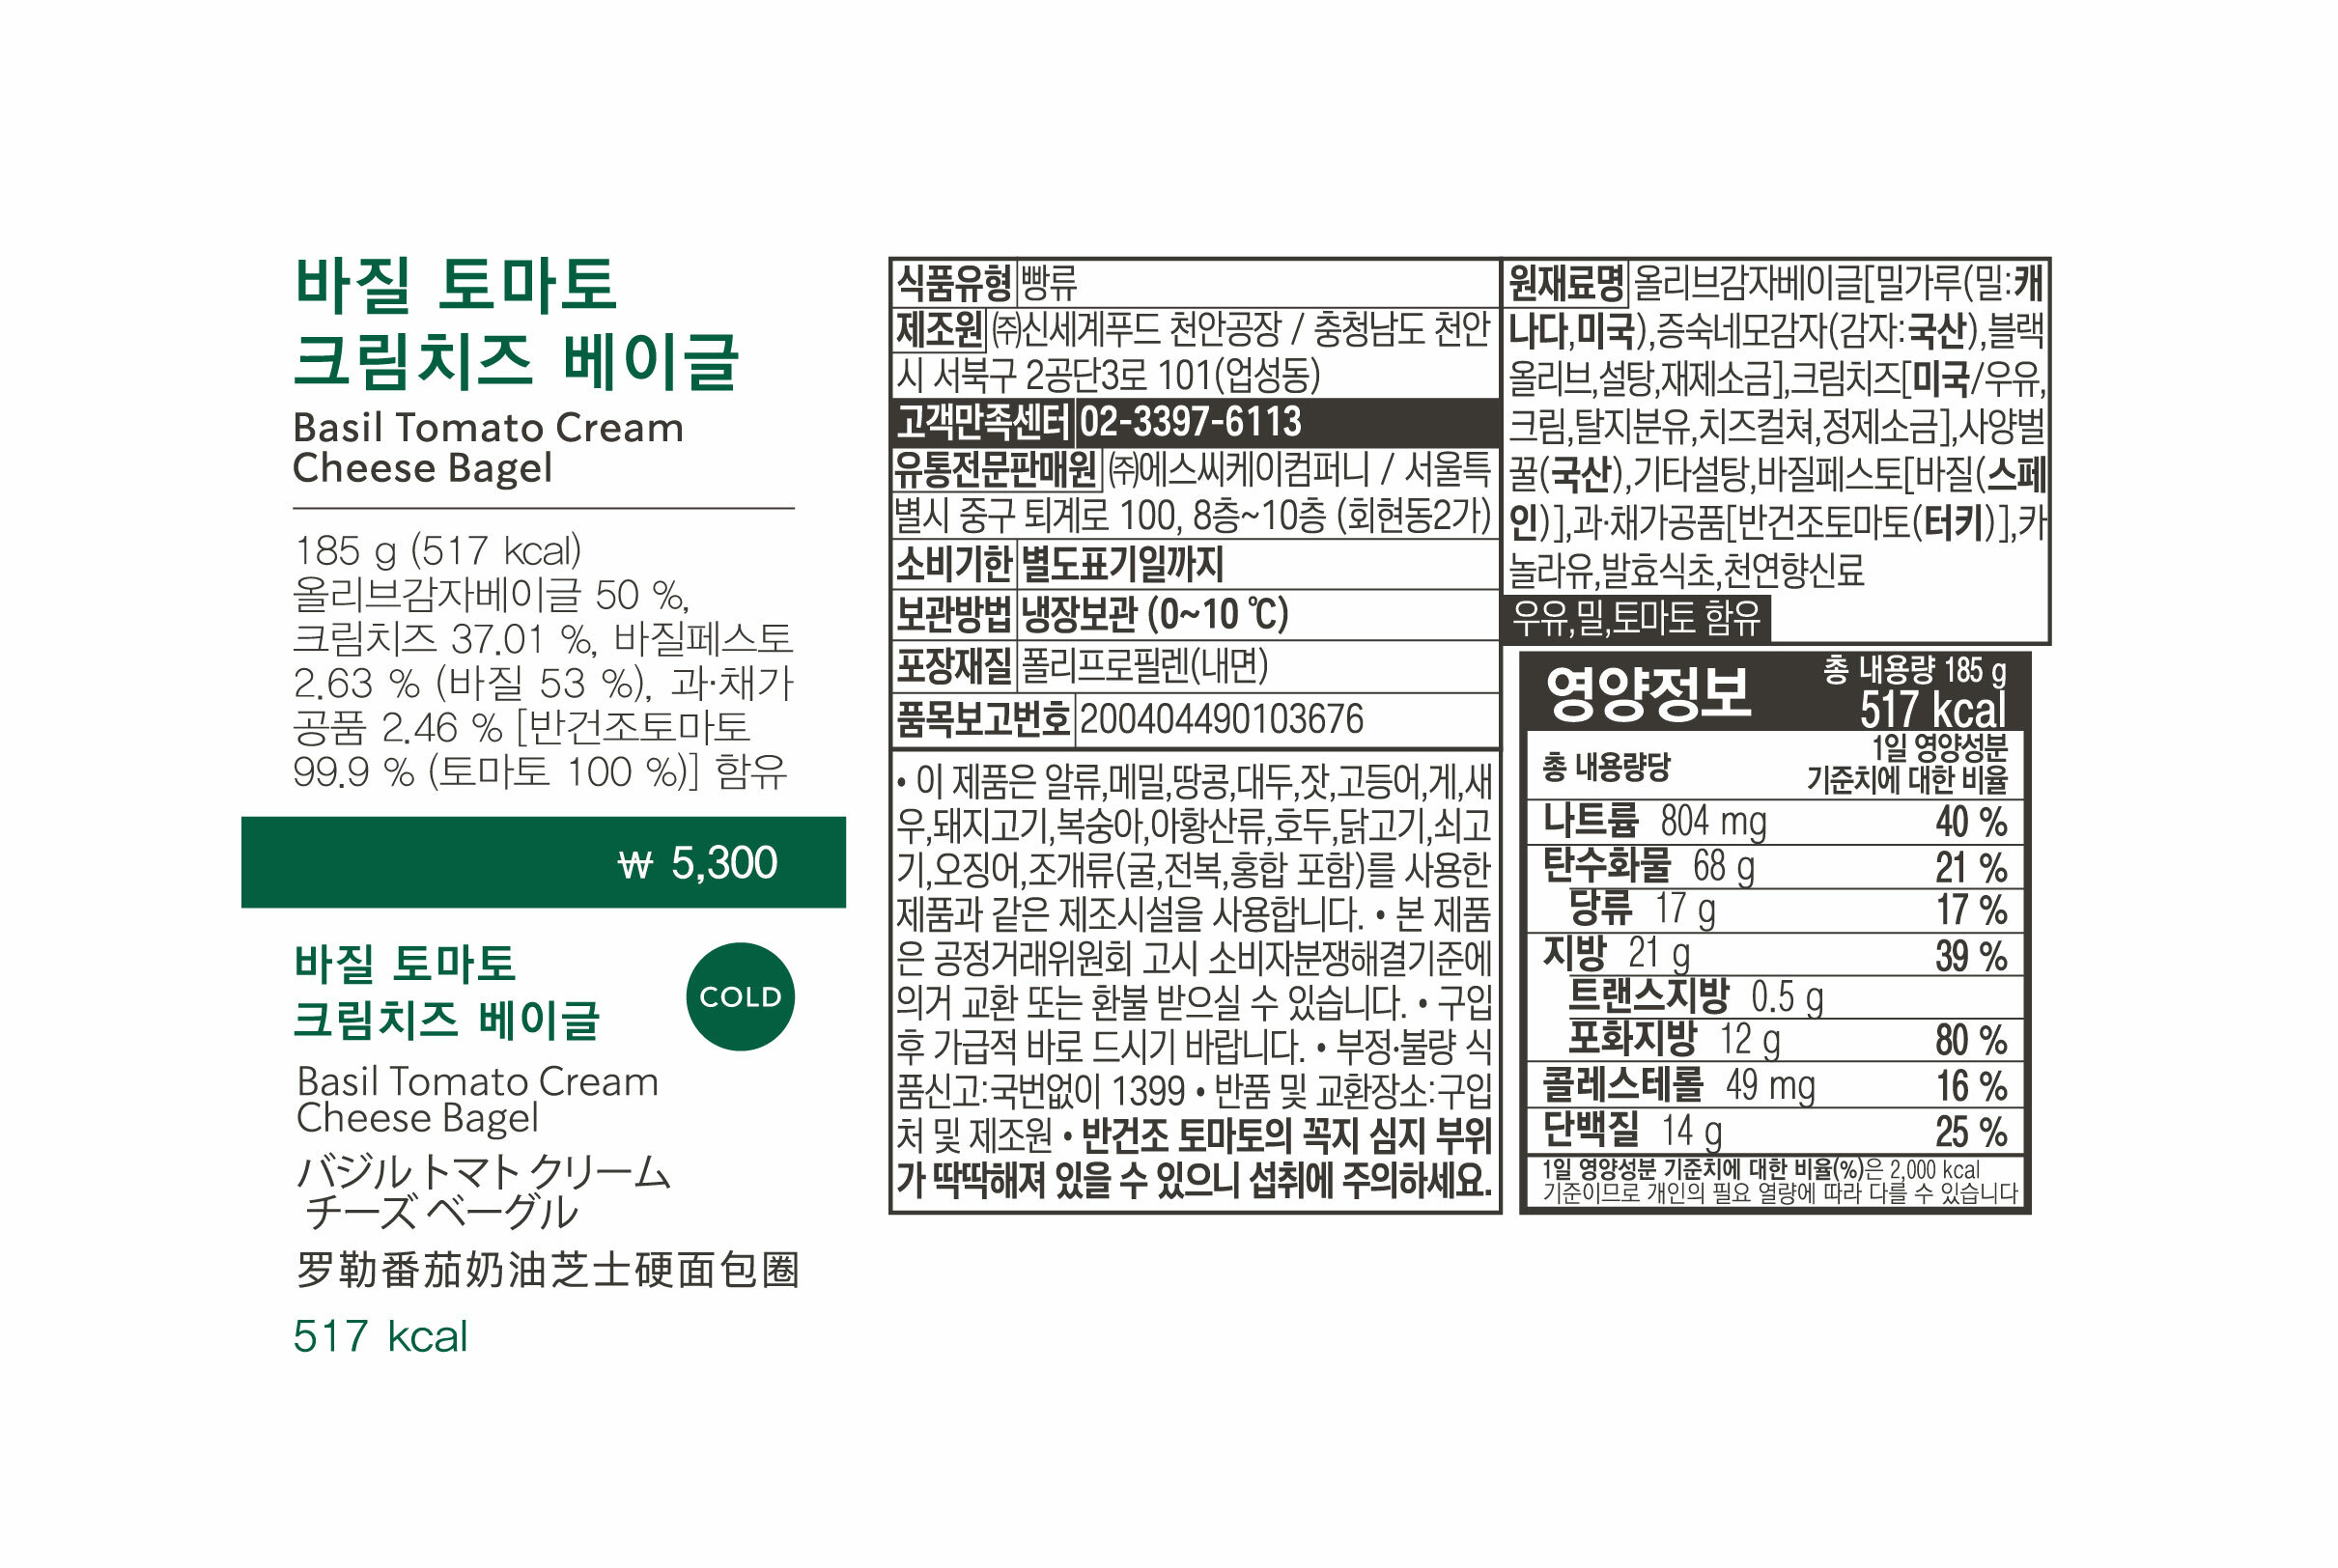 바질 토마토
크림치즈 베이글
Basil Tomato Cream
Cheese Bagel
185 g (517 kcal)
올리브감자베이글 50 %,
크림치즈 37.01 %, 바질페스토
2.63 % (바질 53 %), 과·채가
공품 2.46 % [반건조토마토
99.9 % (토마토 100 %)] 함유
₩ 5,300
바질 토마토
크림치즈 베이글
COLD
Basil Tomato Cream
Cheese Bagel
バジル トマト クリーム
チーズ ベーグル
罗勒番茄奶油芝士硬面包圈
517 kcal
식품유형 빵류
제조원 ㈜신세계푸드 천안공장 / 충청남도 천안
시 서북구 2공단3로 101(업성동)
고객만족센터 02-3397-6113
유통전문판매원 ㈜에스씨케이컴퍼니 / 서울특
별시 중구 퇴계로 100, 8층~10층 (회현동2가)
소비기한 별도표기일까지
보관방법 냉장보관 (0~10 ℃)
포장재질 폴리프로필렌(내면)
품목보고번호 200404490103676
• 이 제품은 알류,메밀,땅콩,대두,잣,고등어,게,새
우,돼지고기,복숭아,아황산류,호두,닭고기,쇠고
기,오징어,조개류(굴,전복,홍합 포함)를 사용한
제품과 같은 제조시설을 사용합니다. • 본 제품
은 공정거래위원회 고시 소비자분쟁해결기준에
의거 교환 또는 환불 받으실 수 있습니다. • 구입
후 가급적 바로 드시기 바랍니다. • 부정·불량 식
품신고:국번없이 1399 • 반품 및 교환장소:구입
처 및 제조원 • 반건조 토마토의 꼭지 심지 부위
가 딱딱해져 있을 수 있으니 섭취에 주의하세요.
원재료명 올리브감자베이글[밀가루(밀:캐
나다,미국),증숙네모감자(감자:국산),블랙
올리브,설탕,재제소금],크림치즈[미국/우유,
크림,탈지분유,치즈컬쳐,정제소금],사양벌
꿀(국산),기타설탕,바질페스토[바질(스페
인)],과·채가공품[반건조토마토(터키)],카
놀라유,발효식초,천연향신료
우유,밀,토마토 함유
영양정보 총 내용량 185 g
517 kcal
총 내용량당 1일 영양성분
기준치에 대한 비율
나트륨 804 mg 40 %
탄수화물 68 g 21 %
당류 17 g 17 %
지방 21 g 39 %
트랜스지방 0.5 g
포화지방 12 g 80 %
콜레스테롤 49 mg 16 %
단백질 14 g 25 %
1일 영양성분 기준치에 대한 비율(%)은 2,000 kcal
기준이므로 개인의 필요 열량에 따라 다를 수 있습니다